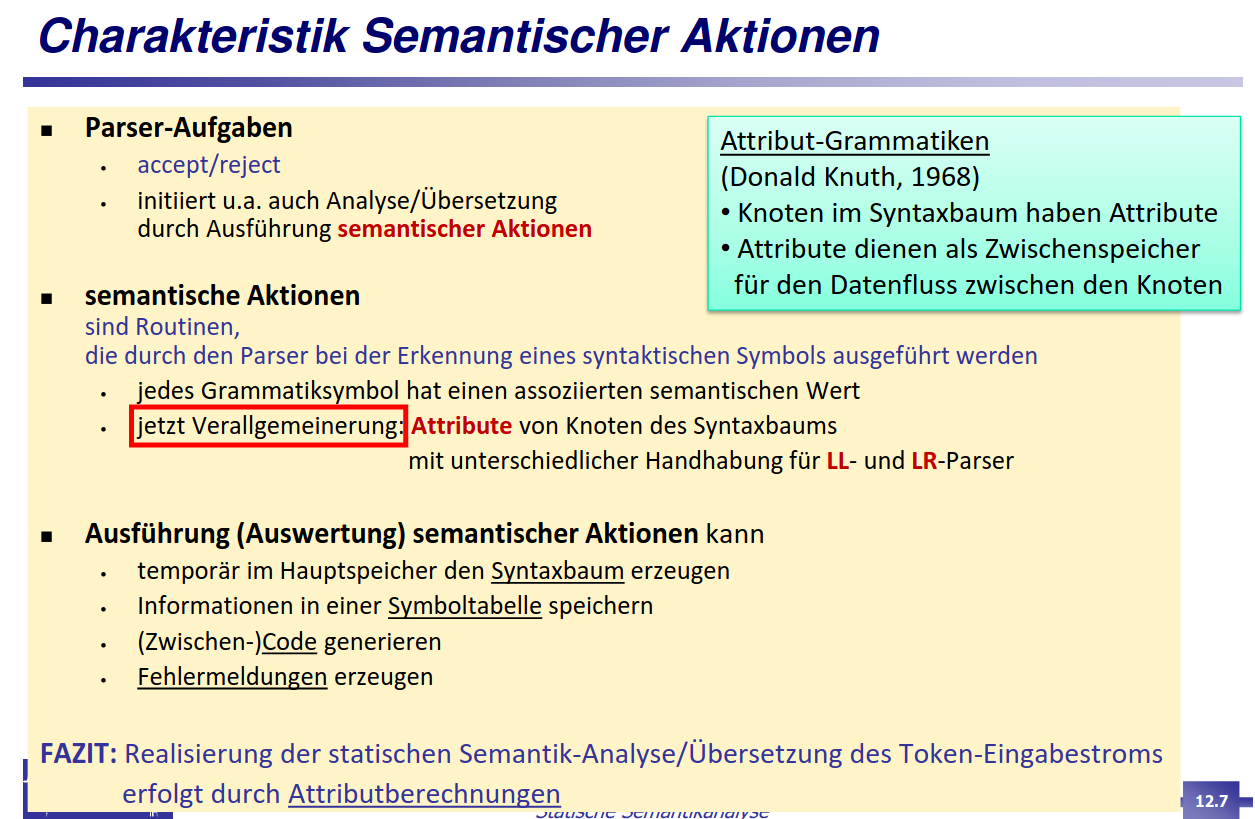 Charakteristik Semantischer Aktionen
Parser-Aufgaben
accept/reject
initiiert u.a. auch Analyse/Übersetzung
durch Ausführung semantischer Aktionen
Attribut-Grammatiken
(Donald Knuth, 1968)
• Knoten im Syntaxbaum haben Attribute
• Attribute dienen als Zwischenspeicher
für den Datenfluss zwischen den Knoten
semantische Aktionen
sind Routinen,
die durch den Parser bei der Erkennung eines syntaktischen Symbols ausgeführt werden
jedes Grammatiksymbol hat einen assoziierten semantischen Wert
jetzt Verallgemeinerung: Attribute von Knoten des Syntaxbaums
mit unterschiedlicher Handhabung für LL- und LR-Parser
Ausführung (Auswertung) semantischer Aktionen kann
temporär im Hauptspeicher den Syntaxbaum erzeugen
Informationen in einer Symboltabelle speichern
(Zwischen-)Code generieren
Fehlermeldungen erzeugen
FAZIT: Realisierung der statischen Semantik-Analyse/Übersetzung des Token-Eingabestroms
erfolgt durch Attributberechnungen
Statische Semantikanalyse
12.7